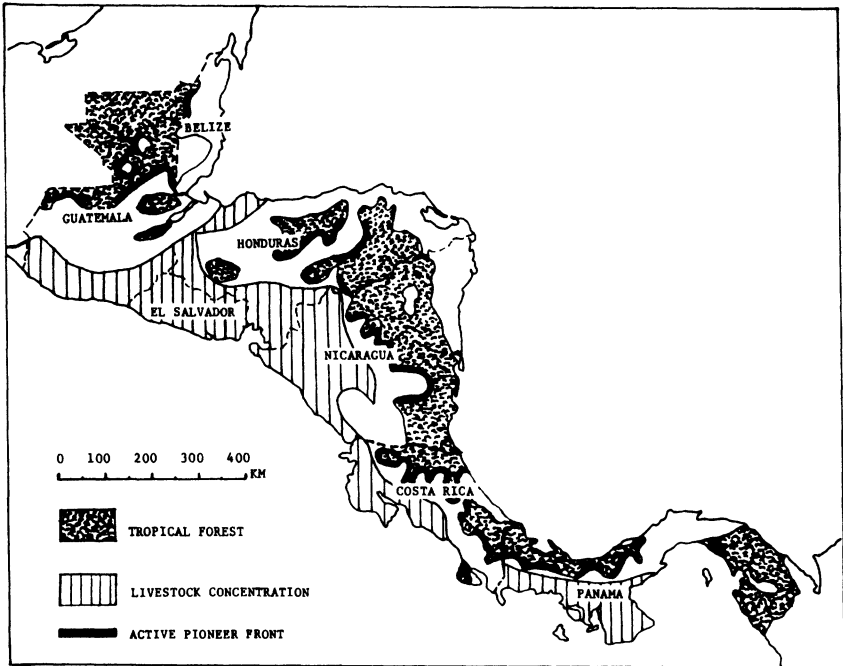 BELIZE
GUATEMALA
HONDURAS
EL SALVADOR
NICARAGUA
0 100 200 300 400
KM
COSTA RICA
TROPICAL FOREST
LIVESTOCK CONCENTRATION
PANAMA
ACTIVE PIONEER FRONT